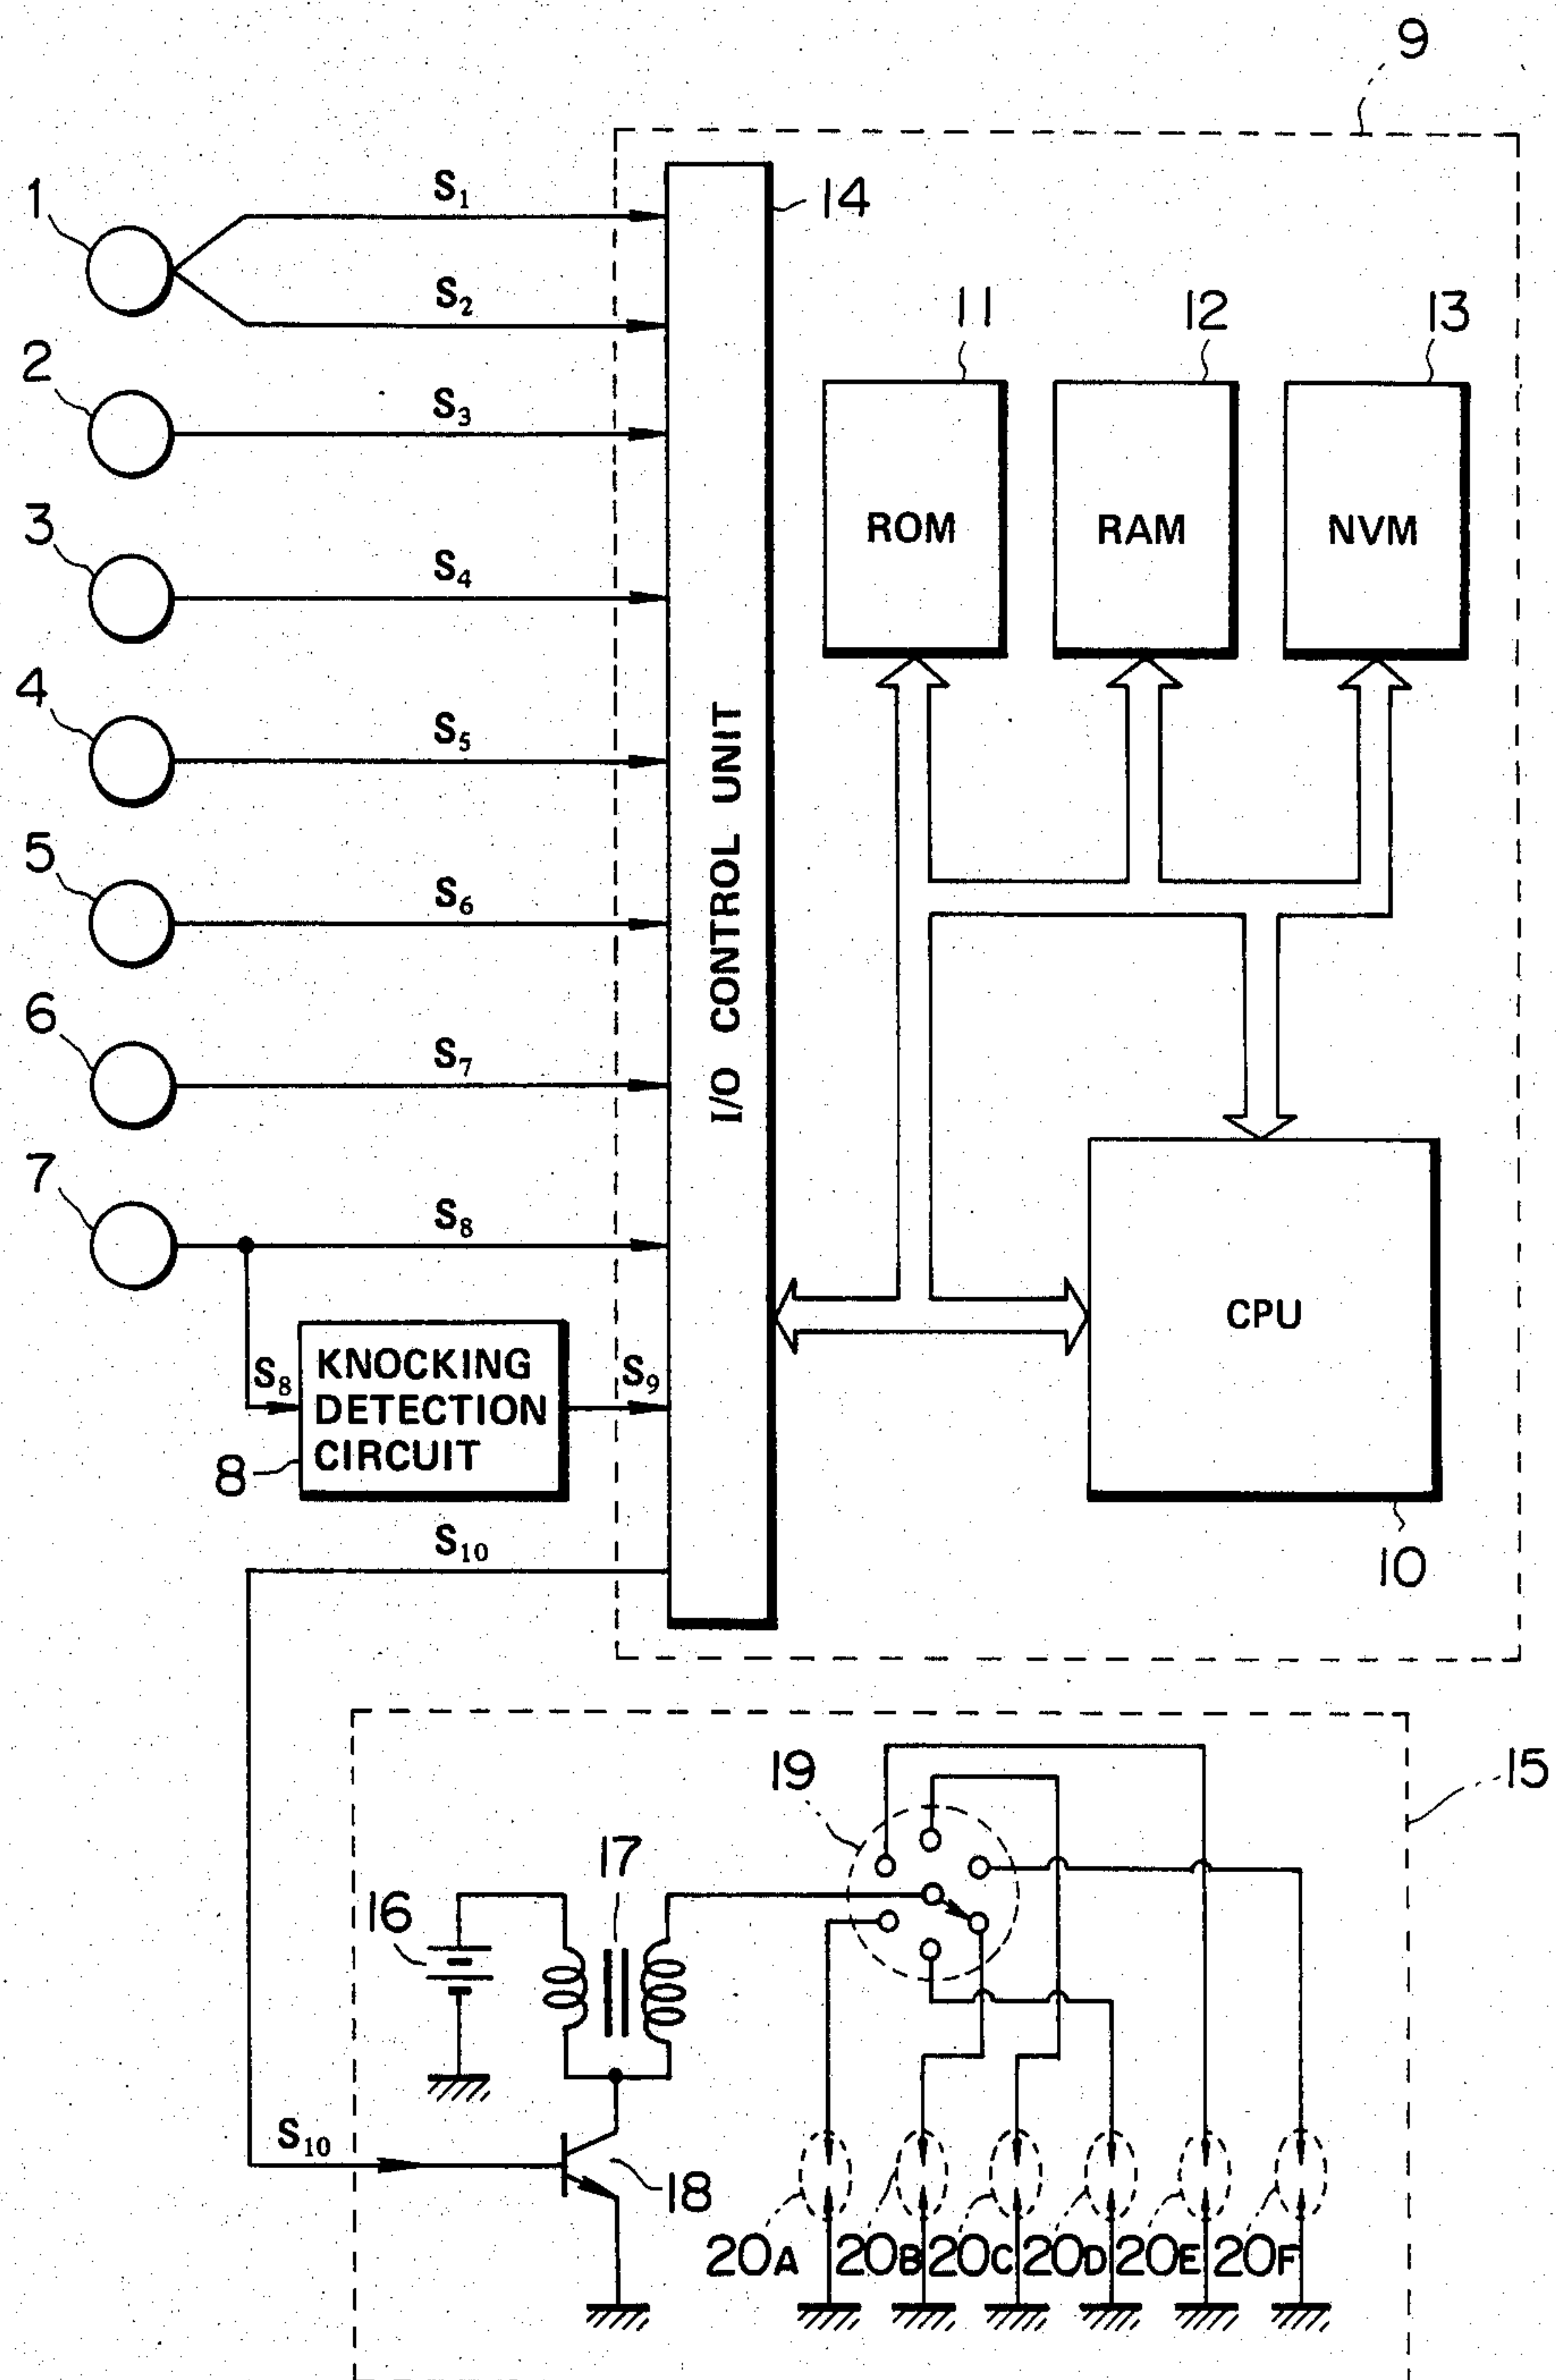 9
1
S₁
14
S₂
2
11
12
13
S₃
3
ROM
RAM
NVM
S₄
4
S₅
I/O CONTROL UNIT
5
S₆
6
S₇
7
S₈
CPU
S₈
KNOCKING
DETECTION
CIRCUIT
S₉
8
S₁₀
10
19
15
17
16
S₁₀
18
20A
20B
20C
20D
20E
20F